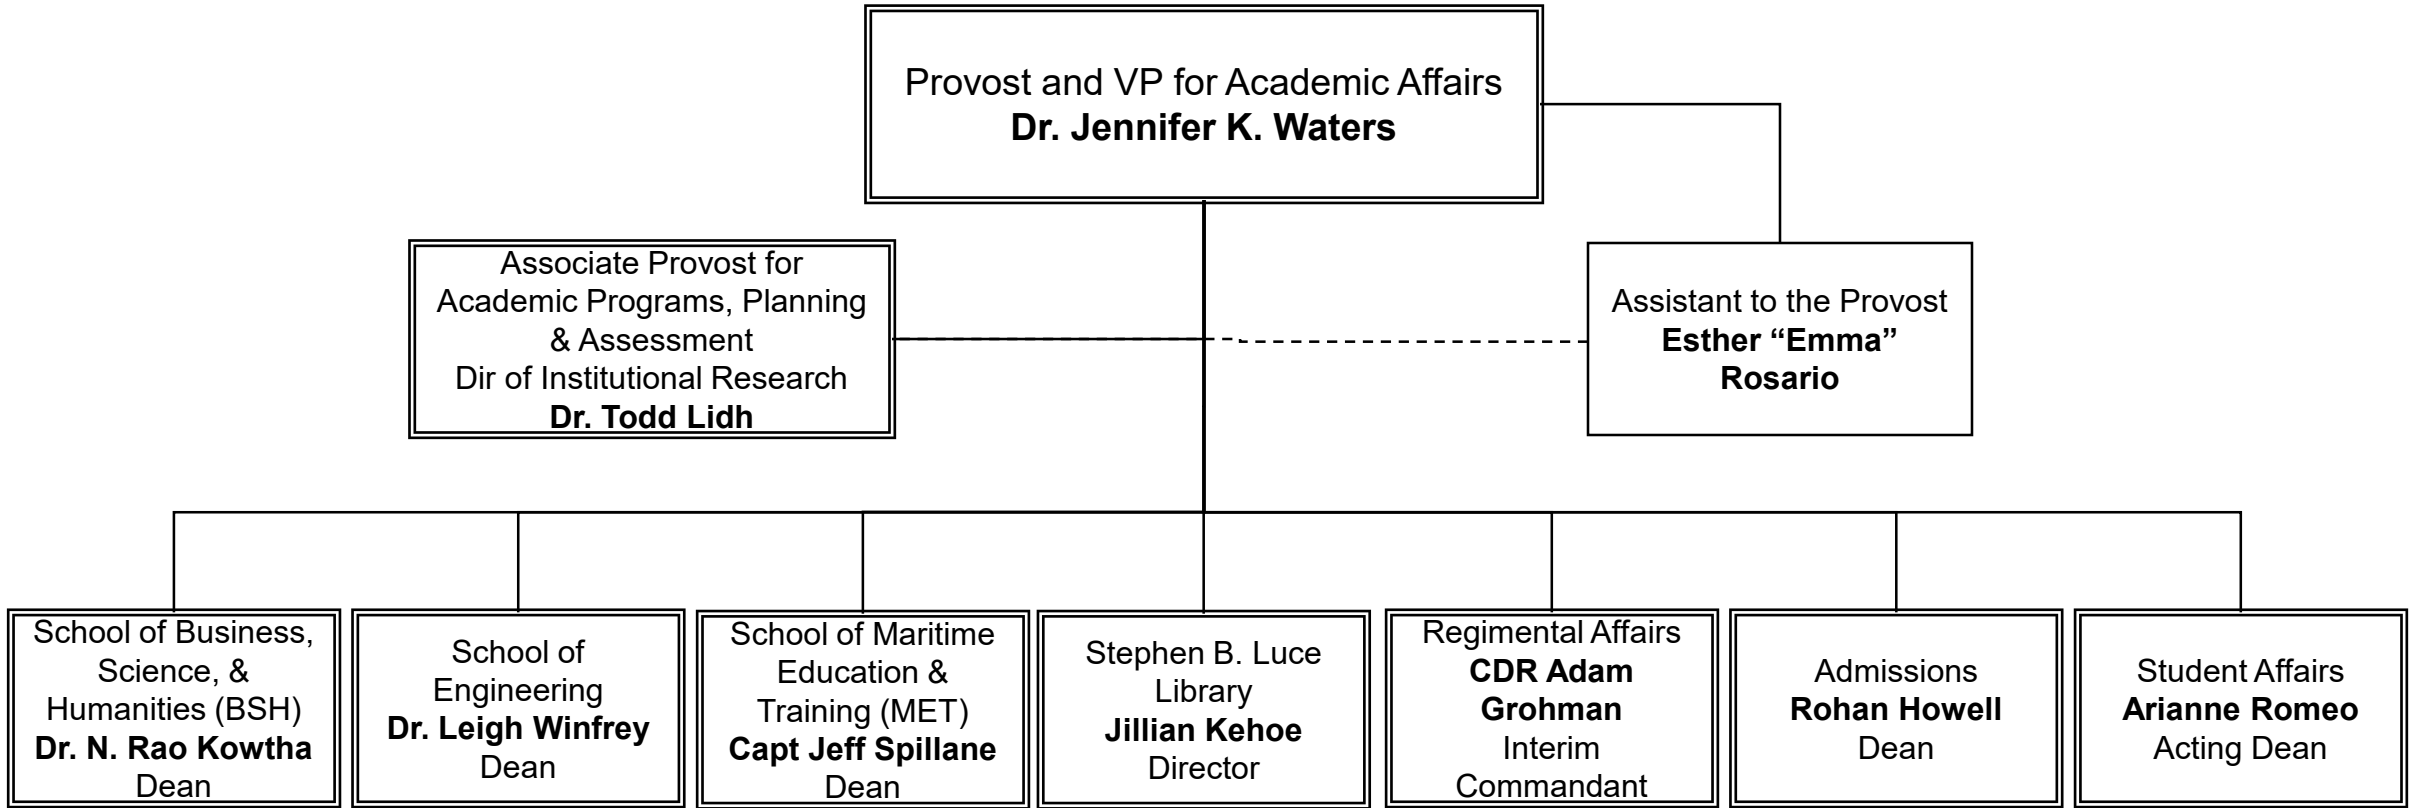 Provost and VP for Academic Affairs
Dr. Jennifer K. Waters
Associate Provost for
Academic Programs, Planning
& Assessment
Dir of Institutional Research
Dr. Todd Lidh
Assistant to the Provost
Esther “Emma”
Rosario
School of Business,
Science, &
Humanities (BSH)
Dr. N. Rao Kowtha
Dean
School of
Engineering
Dr. Leigh Winfrey
Dean
School of Maritime
Education &
Training (MET)
Capt Jeff Spillane
Dean
Stephen B. Luce
Library
Jillian Kehoe
Director
Regimental Affairs
CDR Adam
Grohman
Interim
Commandant
Admissions
Rohan Howell
Dean
Student Affairs
Arianne Romeo
Acting Dean